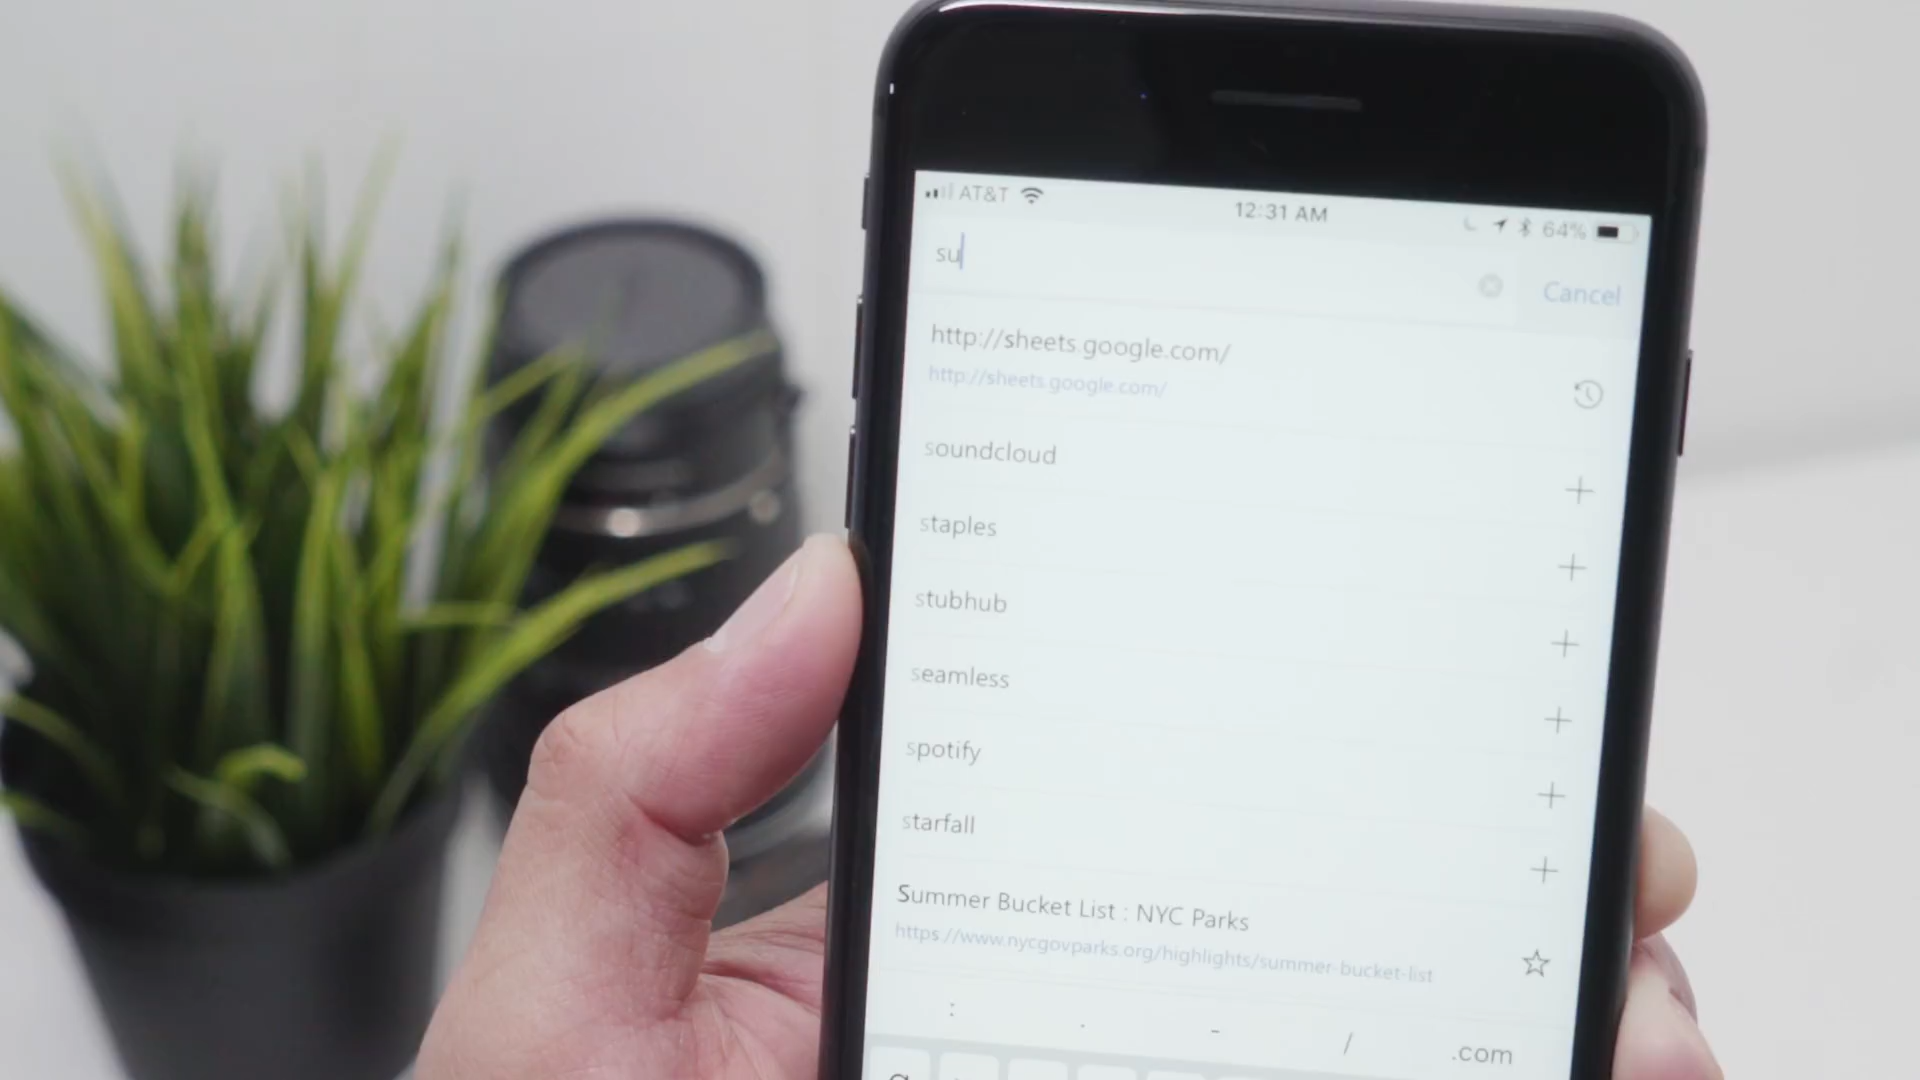 AT&T 12:31 AM 64%
su Cancel
http://sheets.google.com/
http://sheets.google.com/
soundcloud
staples
stubhub
seamless
spotify
starfall
Summer Bucket List : NYC Parks
https://www.nycgovparks.org/highlights/summer-bucket-list
: . - / .com